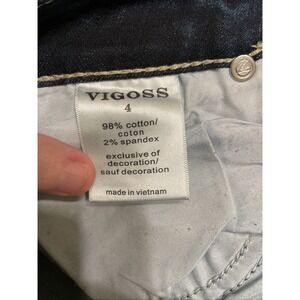 VIGOSS
4
98% cotton/
coton
2% spandex
exclusive of
decoration/
sauf decoration
made in vietnam